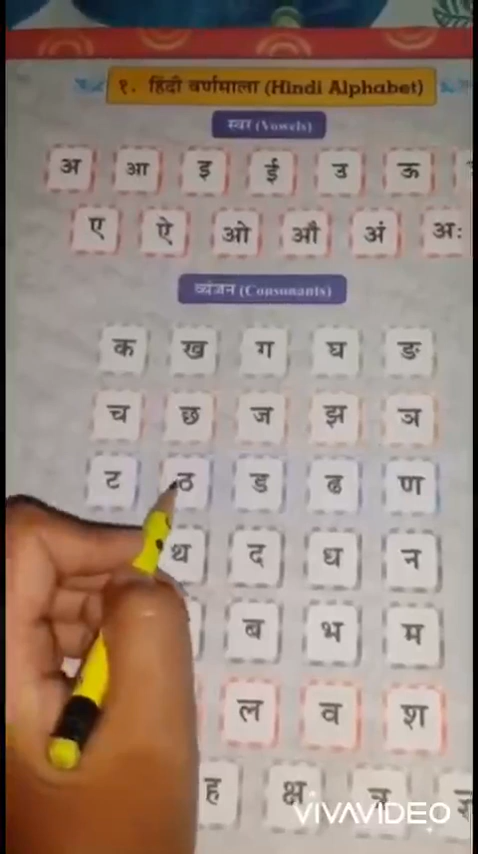 १. हिंदी वर्णमाला (Hindi Alphabet)
स्वर (Vowels)
अ आ इ ई उ ऊ
ए ऐ ओ औ अं अः
व्यंजन (Consonants)
क ख ग घ ङ
च छ ज झ ञ
ट ठ ड ढ ण
थ द ध न
ब भ म
ल व श
ह क्ष त्र
VIVAVIDEO